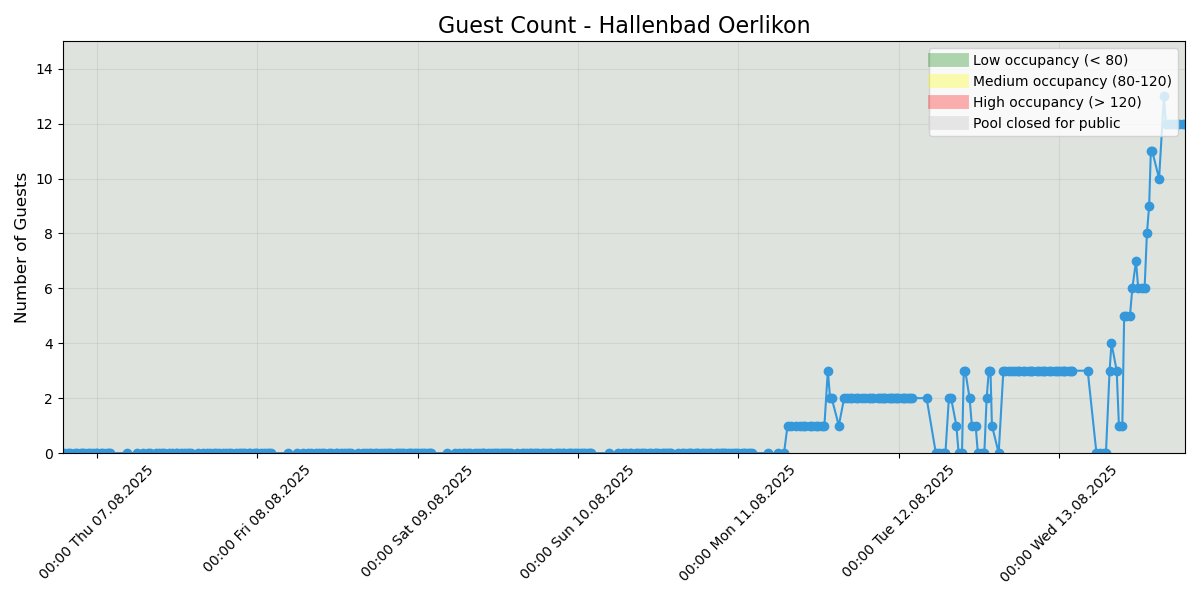 Guest Count - Hallenbad Oerlikon
Number of Guests
14
12
10
8
6
4
2
0
Low occupancy (< 80)
Medium occupancy (80-120)
High occupancy (> 120)
Pool closed for public
00:00 Thu 07.08.2025
00:00 Fri 08.08.2025
00:00 Sat 09.08.2025
00:00 Sun 10.08.2025
00:00 Mon 11.08.2025
00:00 Tue 12.08.2025
00:00 Wed 13.08.2025